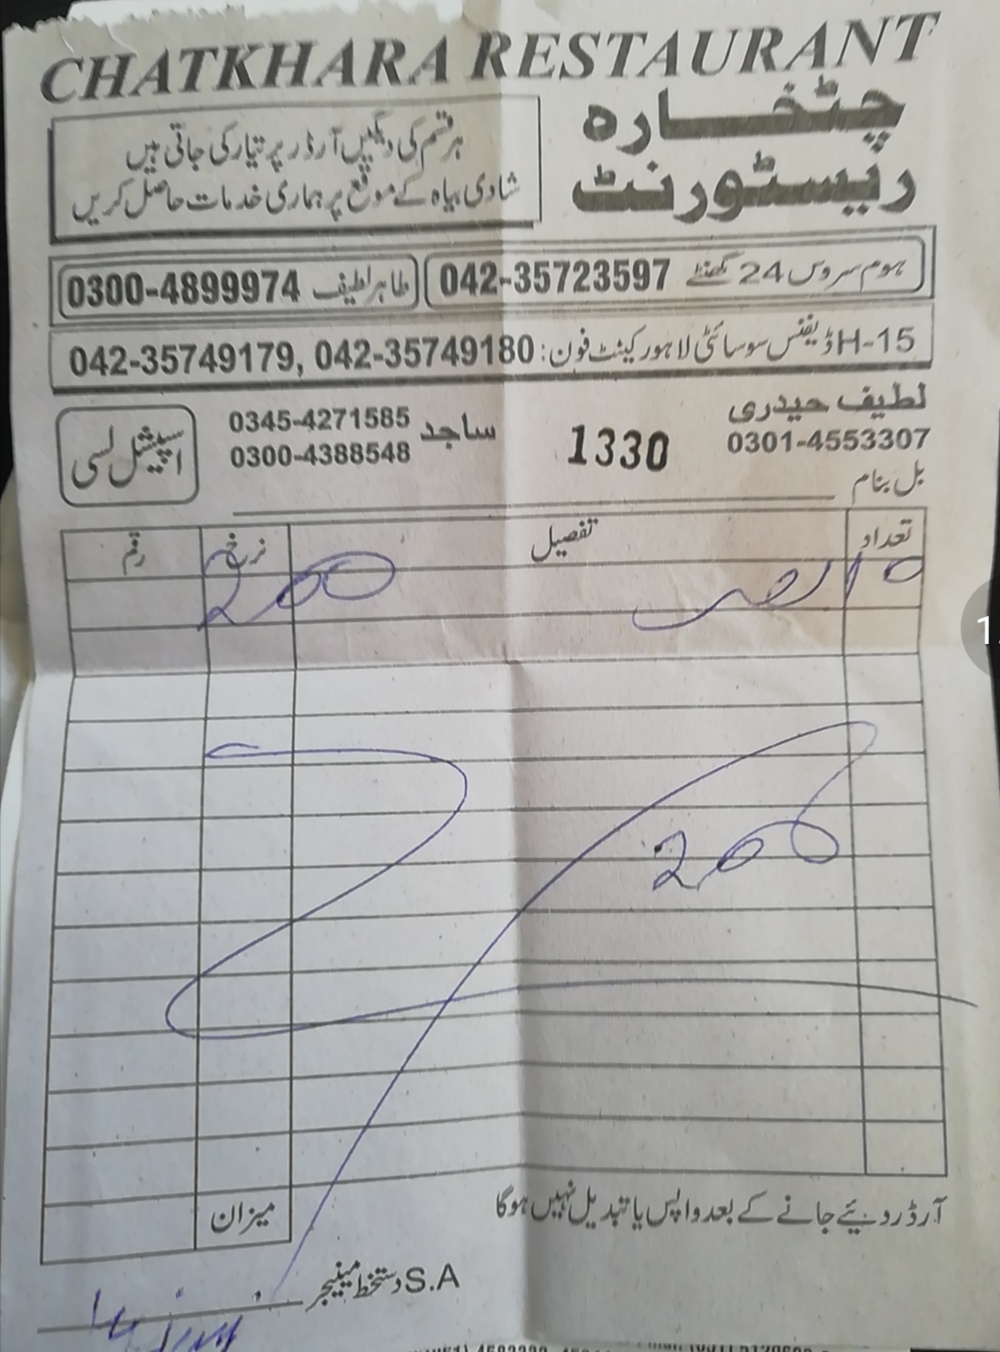 CHATKHARA RESTAURANT
چٹخارہ
ریسٹورنٹ
ہر قسم کی دیگیں آرڈر پر تیار کی جاتی ہیں
شادی بیاہ کے موقع پر ہماری خدمات حاصل کریں
ہوم سروس 24 گھنٹے 042-35723597
طاہر لطیف 0300-4899974
15-H ڈیفنس سوسائٹی لاہور کینٹ فون: 042-35749179, 042-35749180
لطیف حیدری
0301-4553307
1330
ساجد 0345-4271585
0300-4388548
اسپیشل لسی
بل بنام
تعداد تفصیل نرخ رقم
10 200
200
میزان
آرڈر دیئے جانے کے بعد واپس یا تبدیل نہیں ہوگا
S.A دستخط مینیجر
1